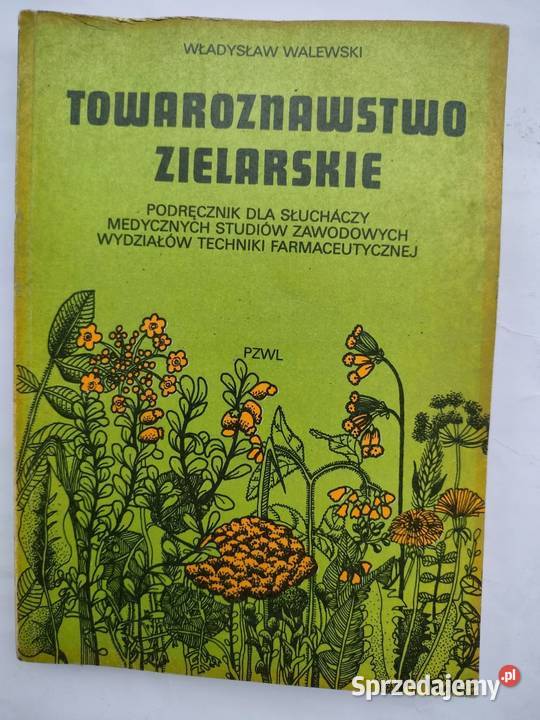 WŁADYSŁAW WALEWSKI
TOWAROZNAWSTWO
ZIELARSKIE
PODRĘCZNIK DLA SŁUCHACZY
MEDYCZNYCH STUDIÓW ZAWODOWYCH
WYDZIAŁÓW TECHNIKI FARMACEUTYCZNEJ
PZWL
Sprzedajemy.pl